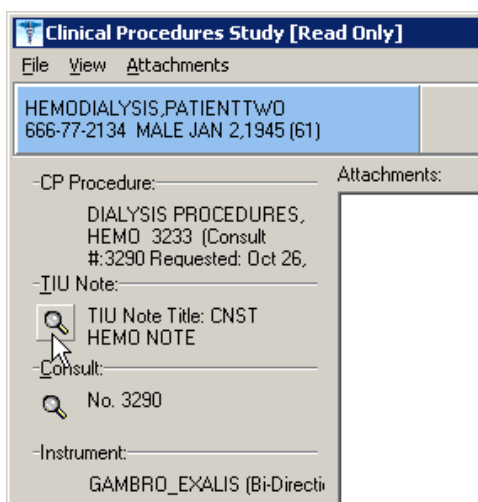 Clinical Procedures Study [Read Only]
File View Attachments
HEMODIALYSIS,PATIENTTWO
666-77-2134 MALE JAN 2,1945 (61)
CP Procedure:
Attachments:
DIALYSIS PROCEDURES,
HEMO 3233 (Consult
#:3290 Requested: Oct 26,
TIU Note:
TIU Note Title: CNST
HEMO NOTE
Consult:
No. 3290
Instrument:
GAMBRO_EXALIS (Bi-Directi